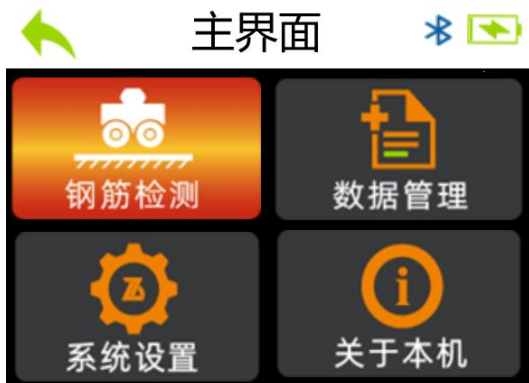 主界面
钢筋检测
数据管理
系统设置
关于本机